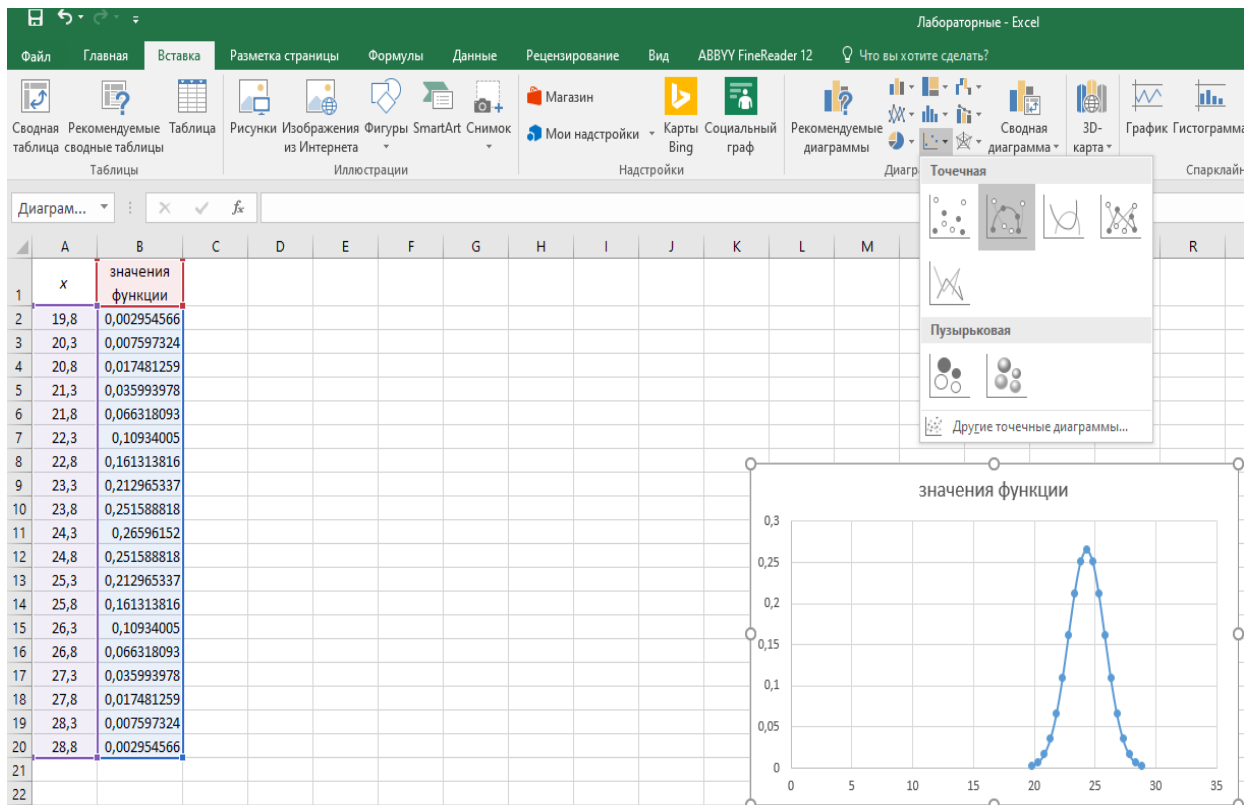 Лабораторные - Excel
Файл Главная Вставка Разметка страницы Формулы Данные Рецензирование Вид ABBYY FineReader 12 Что вы хотите сделать?
Сводная таблица
Рекомендуемые сводные таблицы
Таблица
Рисунки
Изображения из Интернета
Фигуры
SmartArt
Снимок
Магазин
Мои надстройки
Карты Bing
Социальный граф
Рекомендуемые диаграммы
Сводная диаграмма
3D-карта
График
Гистограмма
Таблицы
Иллюстрации
Надстройки
Диагр
Спарклайн
Точечная
Пузырьковая
Другие точечные диаграммы...
Диаграм...
fx
A B C D E F G H I J K L M R
1 x значения функции
2 19,8 0,002954566
3 20,3 0,007597324
4 20,8 0,017481259
5 21,3 0,035993978
6 21,8 0,066318093
7 22,3 0,10934005
8 22,8 0,161313816
9 23,3 0,212965337
10 23,8 0,251588818
11 24,3 0,26596152
12 24,8 0,251588818
13 25,3 0,212965337
14 25,8 0,161313816
15 26,3 0,10934005
16 26,8 0,066318093
17 27,3 0,035993978
18 27,8 0,017481259
19 28,3 0,007597324
20 28,8 0,002954566
21
22
значения функции
0,3
0,25
0,2
0,15
0,1
0,05
0
0 5 10 15 20 25 30 35